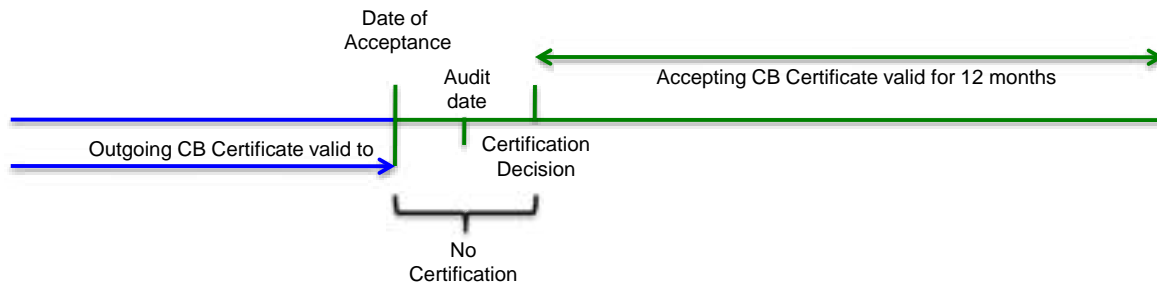 Date of
Acceptance
Accepting CB Certificate valid for 12 months
Audit
date
Outgoing CB Certificate valid to
Certification
Decision
No
Certification